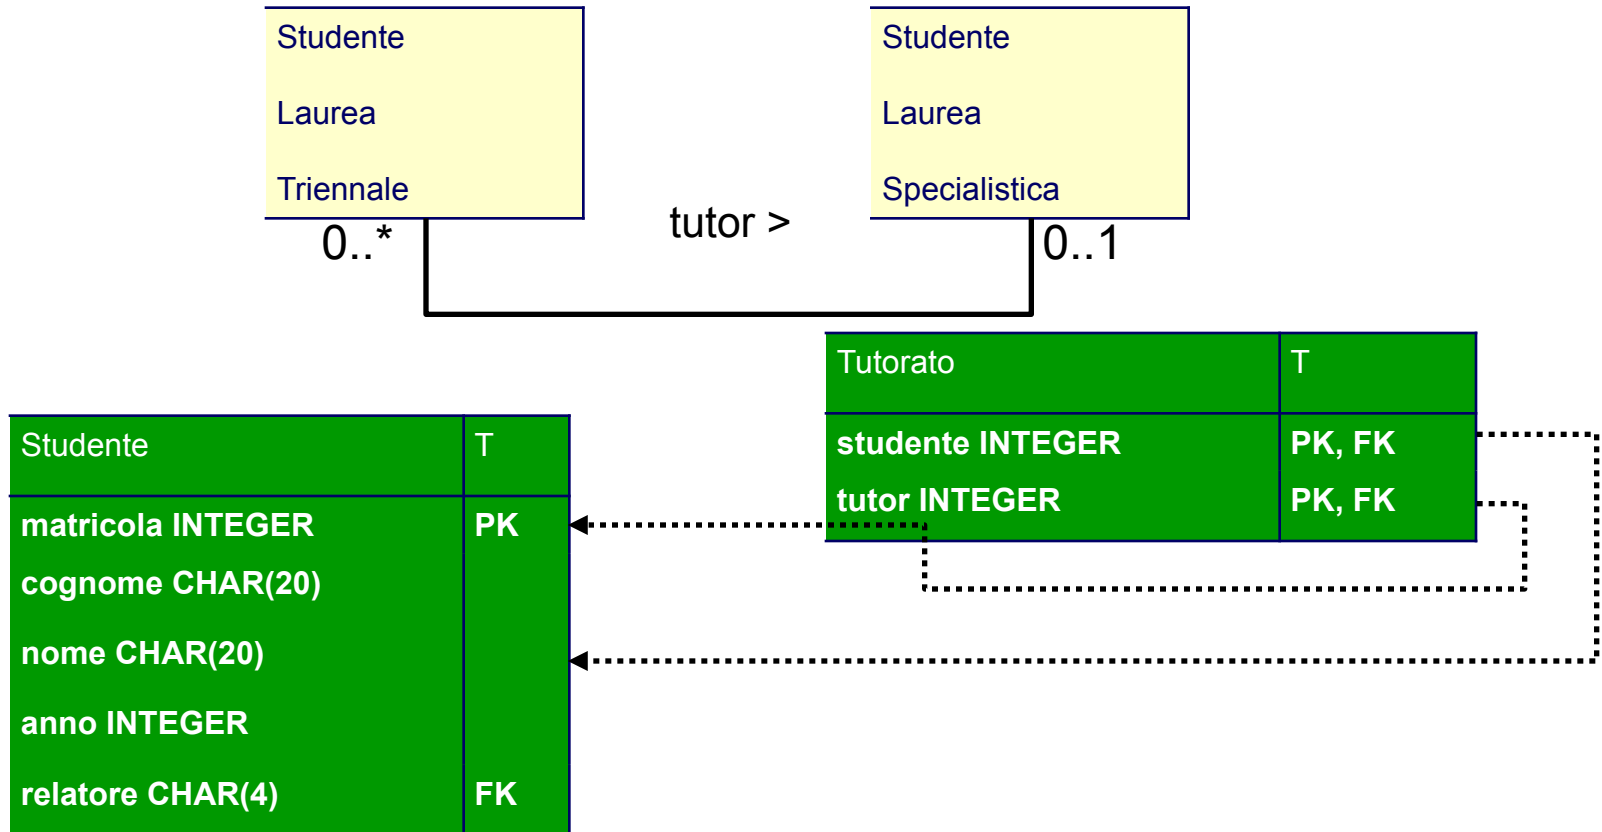 Studente
Laurea
Triennale
Studente
Laurea
Specialistica
0..*
tutor >
0..1
Tutorato T
studente INTEGER PK, FK
tutor INTEGER PK, FK
Studente T
matricola INTEGER PK
cognome CHAR(20)
nome CHAR(20)
anno INTEGER
relatore CHAR(4) FK